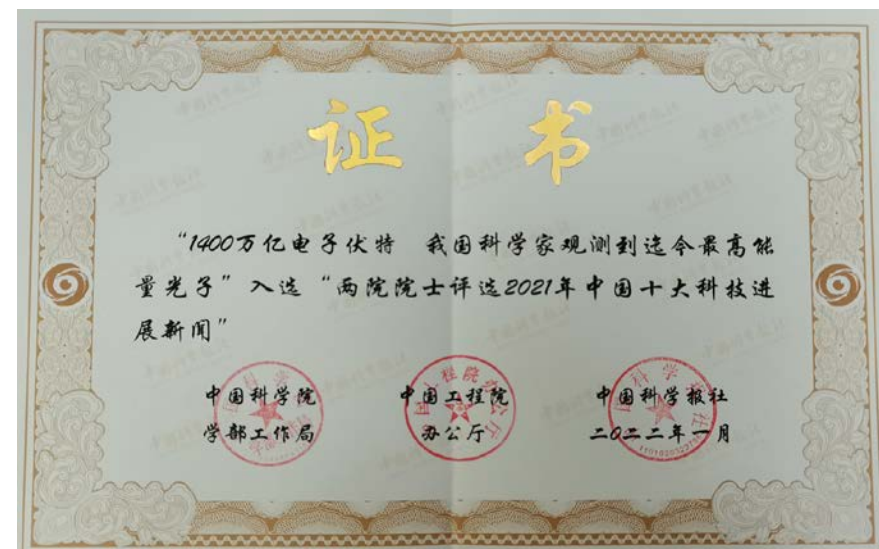 证 书
“1400万亿电子伏特 我国科学家观测到迄今最高能
量光子”入选“两院院士评选2021年中国十大科技进
展新闻”
中国科学院 中国工程院 中国科学报社
学部工作局 办公厅 二〇二二年一月